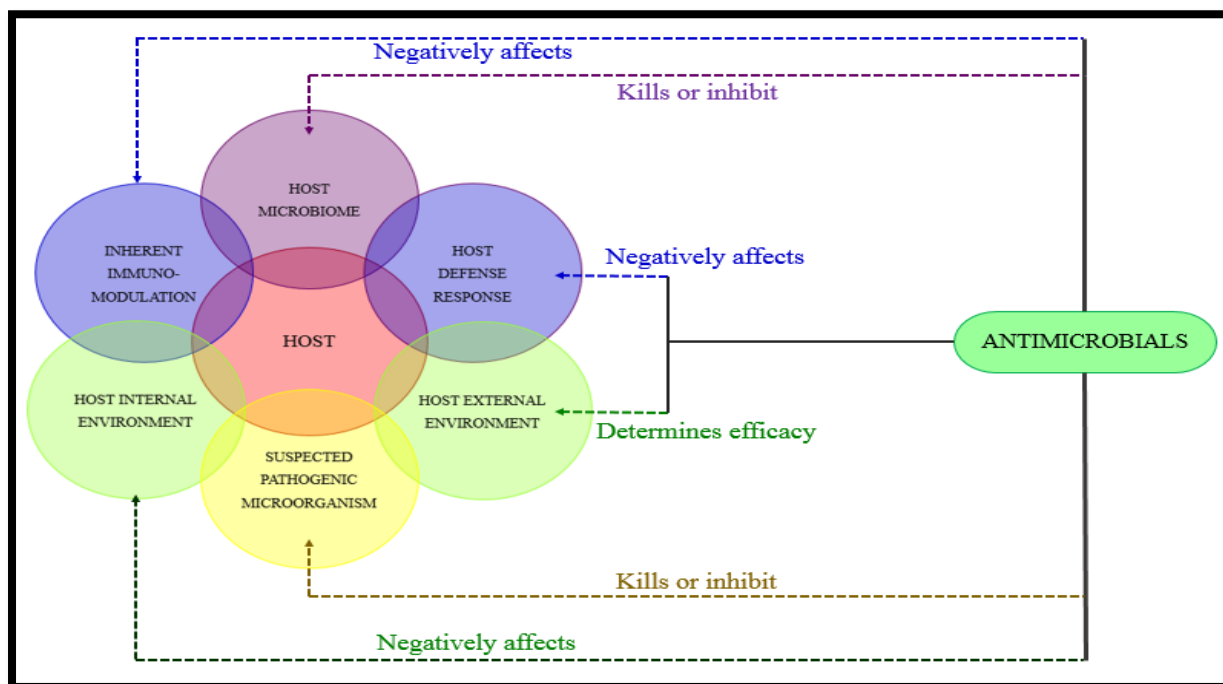 Negatively affects
Kills or inhibit
HOST
MICROBIOME
INHERENT
IMMUNO-
MODULATION
HOST
DEFENSE
RESPONSE
Negatively affects
HOST
ANTIMICROBIALS
HOST INTERNAL
ENVIRONMENT
HOST EXTERNAL
ENVIRONMENT
Determines efficacy
SUSPECTED
PATHOGENIC
MICROORGANISM
Kills or inhibit
Negatively affects